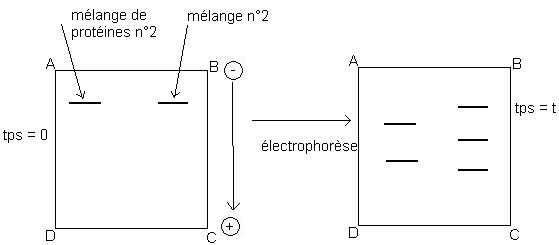 mélange de
protéines n°2
mélange n°2
A
B
-
A
B
tps = 0
tps = t
électrophorèse
+
D
C
D
C